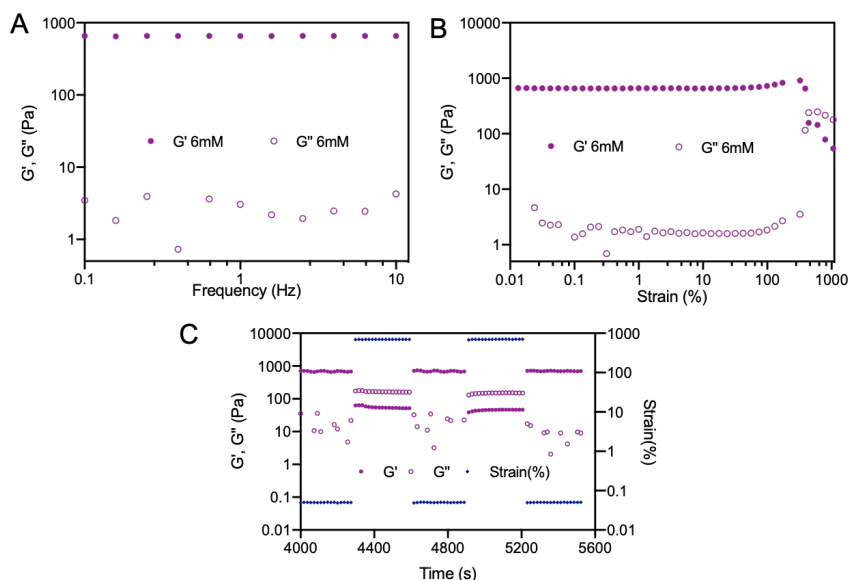 A
1000
100
10
1
G', G'' (Pa)
G' 6mM
G'' 6mM
0.1
1
10
Frequency (Hz)
B
10000
1000
100
10
1
G', G'' (Pa)
G' 6mM
G'' 6mM
0.01
0.1
1
10
100
1000
Strain (%)
C
10000
1000
100
10
1
0.1
0.01
G', G'' (Pa)
G'
G''
Strain(%)
1000
100
10
1
0.1
0.01
Strain(%)
4000
4400
4800
5200
5600
Time (s)